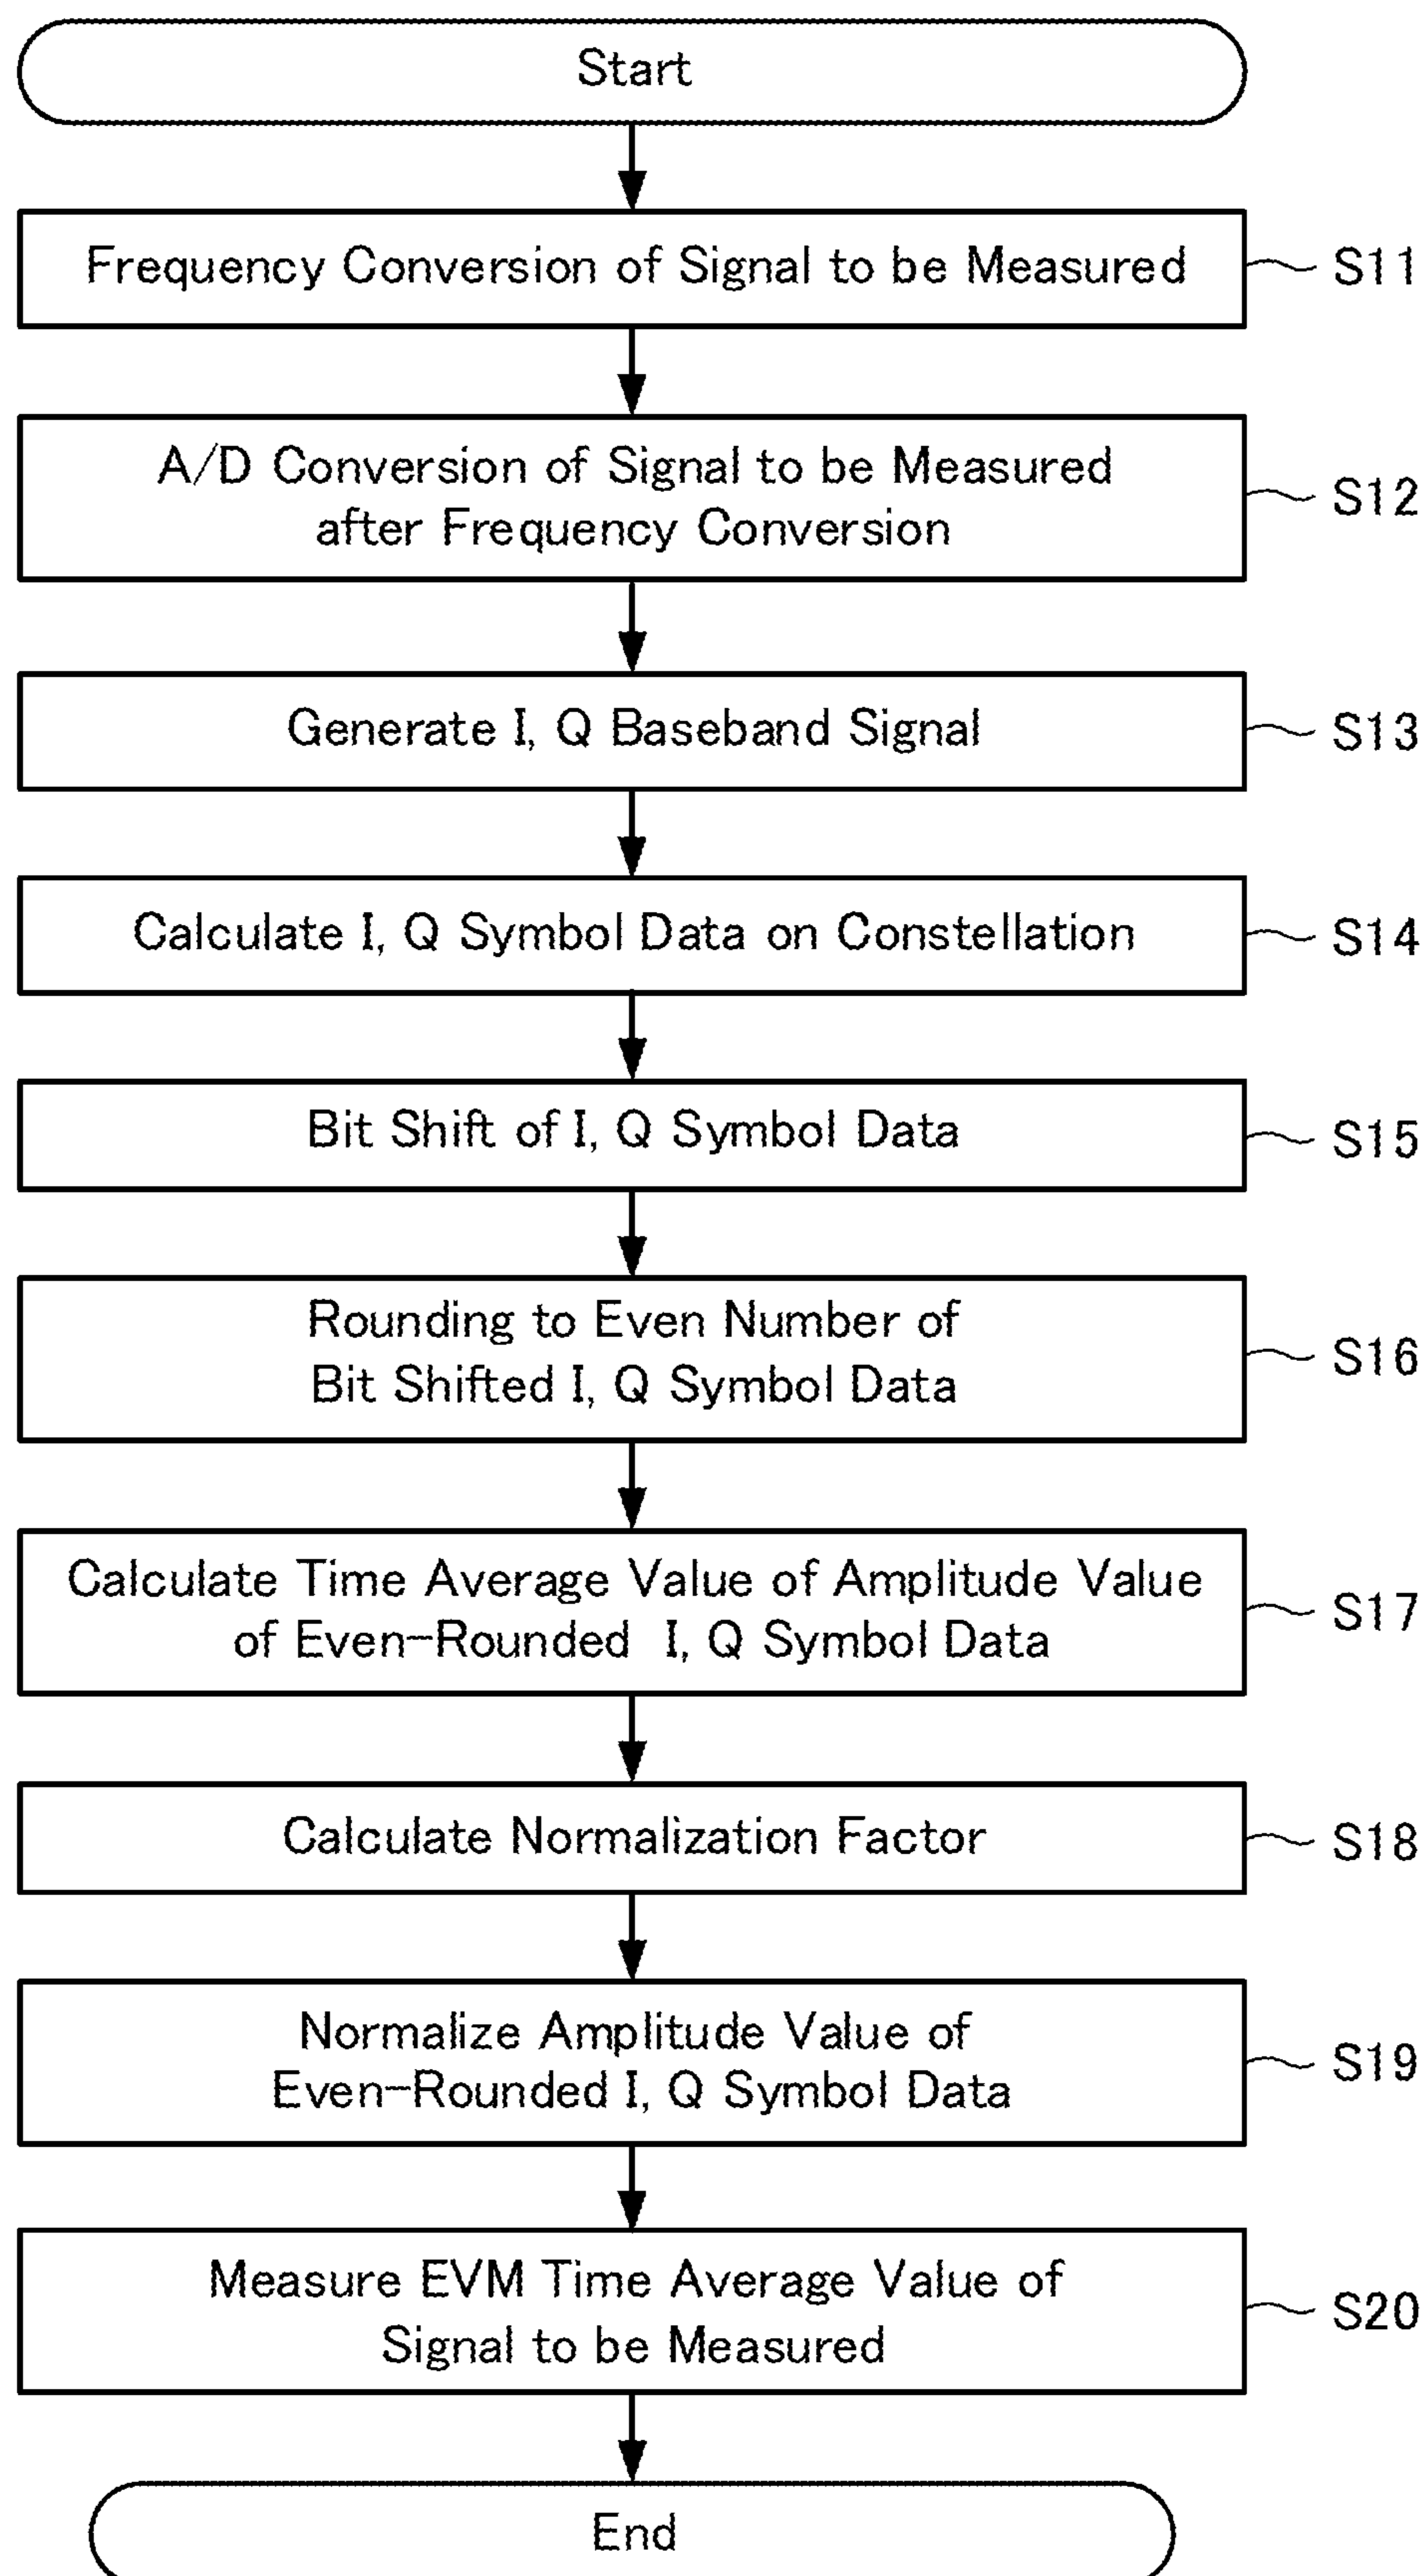 Start
Frequency Conversion of Signal to be Measured
S11
A/D Conversion of Signal to be Measured
after Frequency Conversion
S12
Generate I, Q Baseband Signal
S13
Calculate I, Q Symbol Data on Constellation
S14
Bit Shift of I, Q Symbol Data
S15
Rounding to Even Number of
Bit Shifted I, Q Symbol Data
S16
Calculate Time Average Value of Amplitude Value
of Even-Rounded I, Q Symbol Data
S17
Calculate Normalization Factor
S18
Normalize Amplitude Value of
Even-Rounded I, Q Symbol Data
S19
Measure EVM Time Average Value of
Signal to be Measured
S20
End